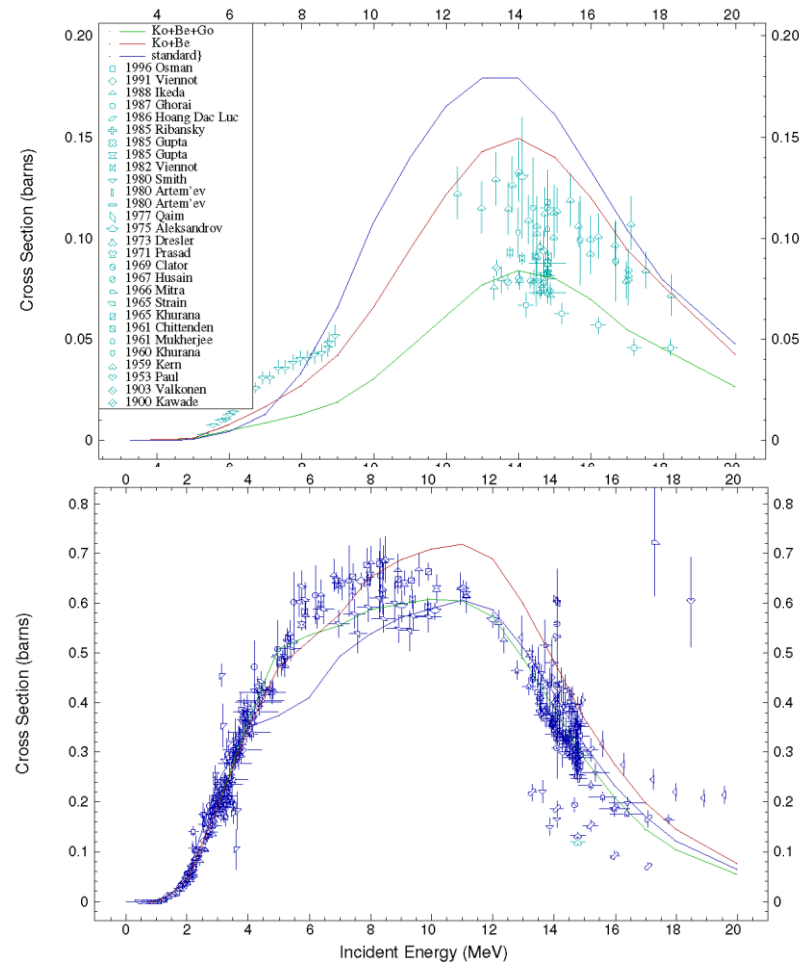 4 6 8 10 12 14 16 18 20
0.20 0.20
Ko+Be+Go
Ko+Be
standard}
1996 Osman
1991 Viennot
1988 Ikeda
1987 Ghorai
1986 Hoang Dac Luc
1985 Ribansky
1985 Gupta
1985 Gupta
1982 Viennot
1980 Smith
1980 Artem'ev
1980 Artem'ev
1977 Qaim
1975 Aleksandrov
1973 Dresler
1971 Prasad
1969 Clator
1967 Husain
1966 Mitra
1965 Strain
1965 Khurana
1961 Chittenden
1961 Mukherjee
1960 Khurana
1959 Kern
1953 Paul
1903 Valkonen
1900 Kawade
0.15 0.15
Cross Section (barns)
0.10 0.10
0.05 0.05
0 0
4 6 8 10 12 14 16 18 20
0 2 4 6 8 10 12 14 16 18 20
0.8 0.8
0.7 0.7
0.6 0.6
0.5 0.5
Cross Section (barns)
0.4 0.4
0.3 0.3
0.2 0.2
0.1 0.1
0 0
0 2 4 6 8 10 12 14 16 18 20
Incident Energy (MeV)